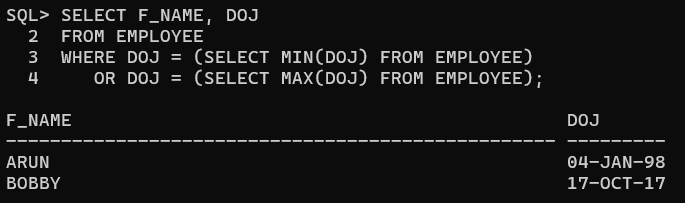 SQL> SELECT F_NAME, DOJ
  2  FROM EMPLOYEE
  3  WHERE DOJ = (SELECT MIN(DOJ) FROM EMPLOYEE)
  4     OR DOJ = (SELECT MAX(DOJ) FROM EMPLOYEE);

F_NAME                                             DOJ
-------------------------------------------------- ---------
ARUN                                               04-JAN-98
BOBBY                                              17-OCT-17